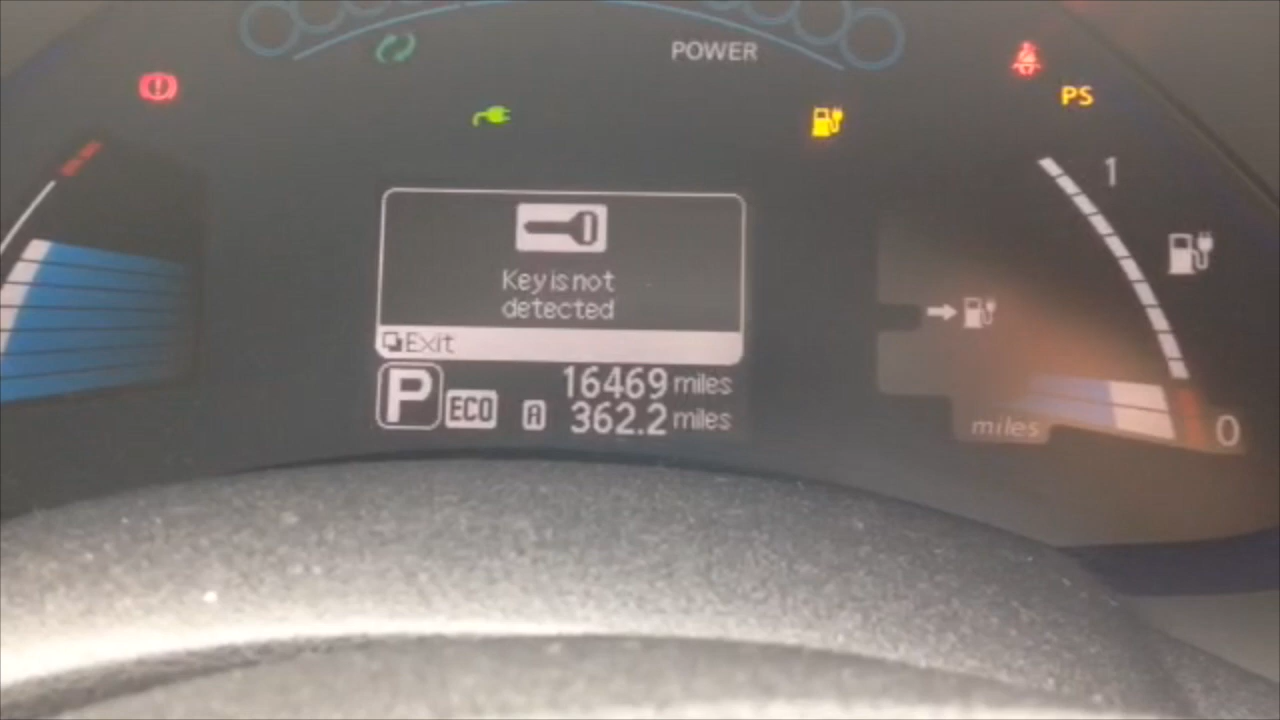 POWER
PS
1
Key is not
detected
Exit
P ECO A 16469 miles
362.2 miles
miles
0